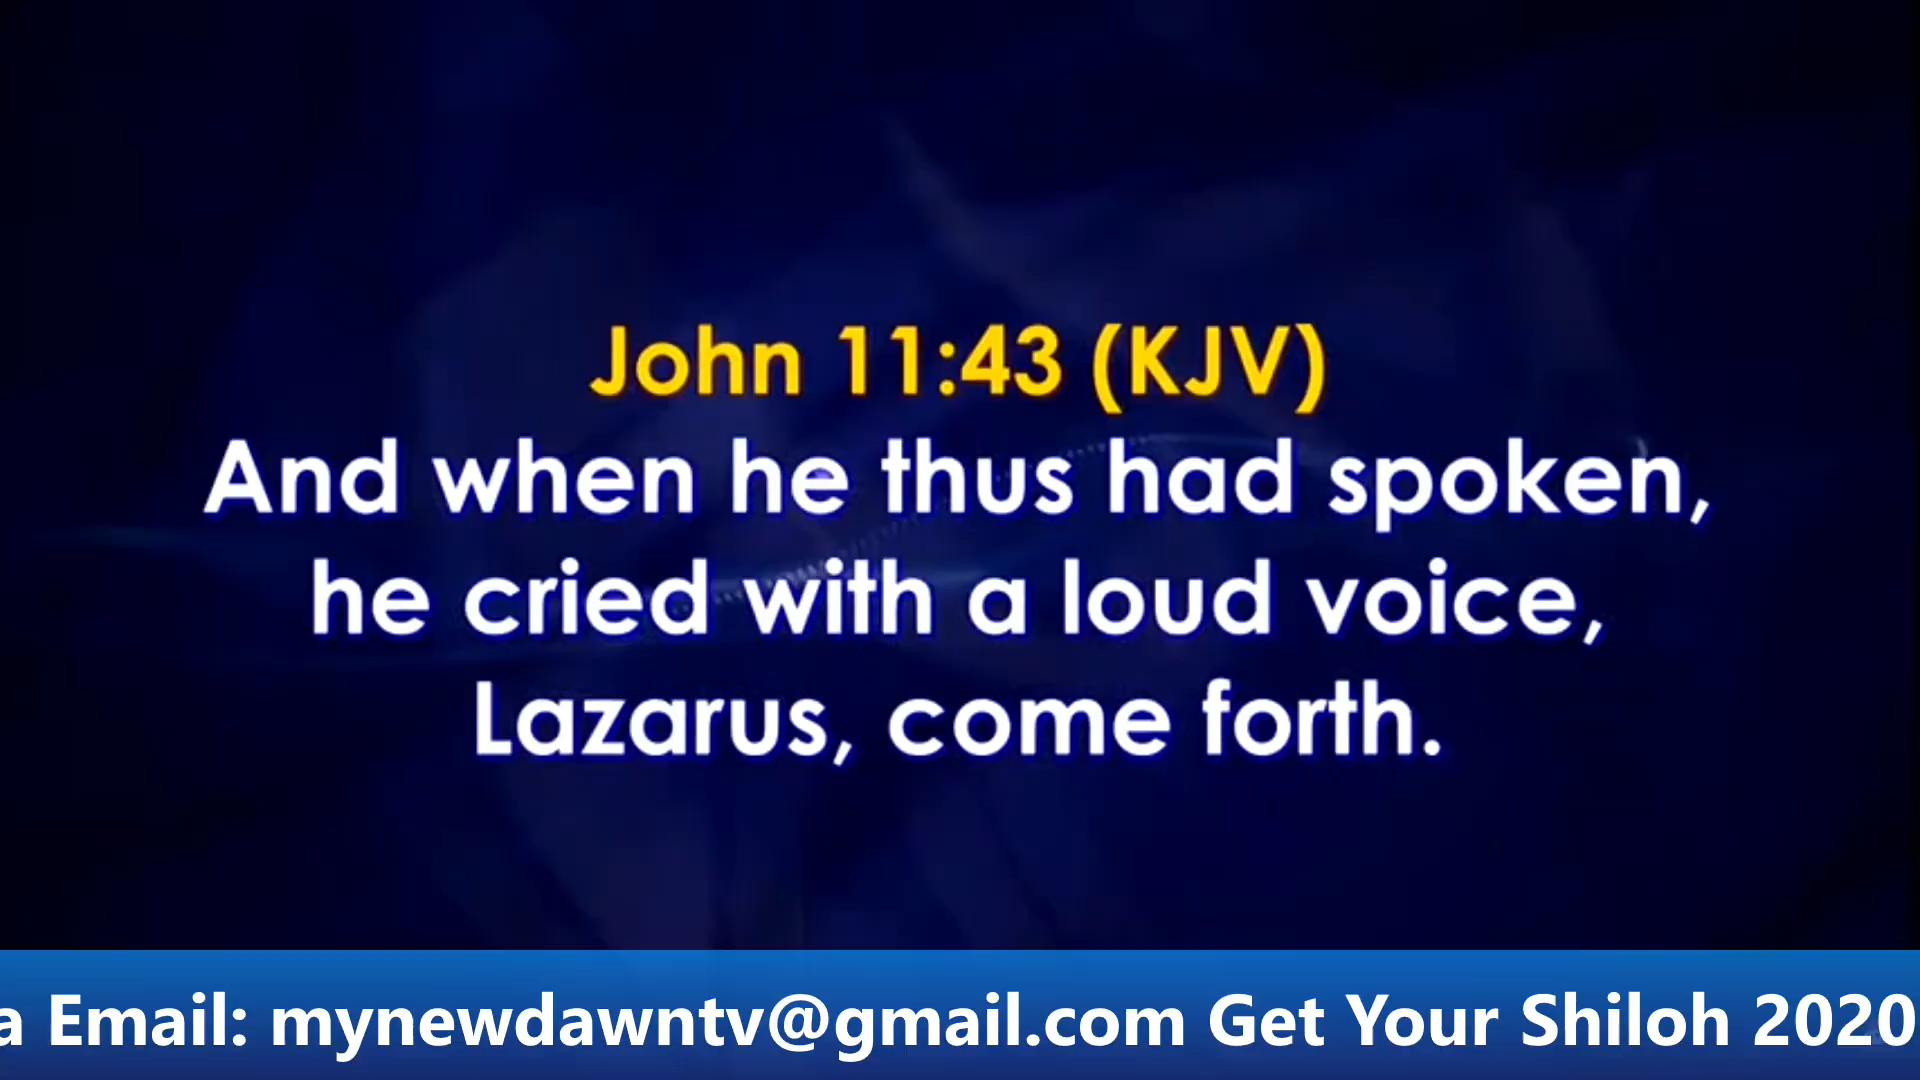 John 11:43 (KJV)
And when he thus had spoken,
he cried with a loud voice,
Lazarus, come forth.
a Email: mynewdawntv@gmail.com Get Your Shiloh 2020